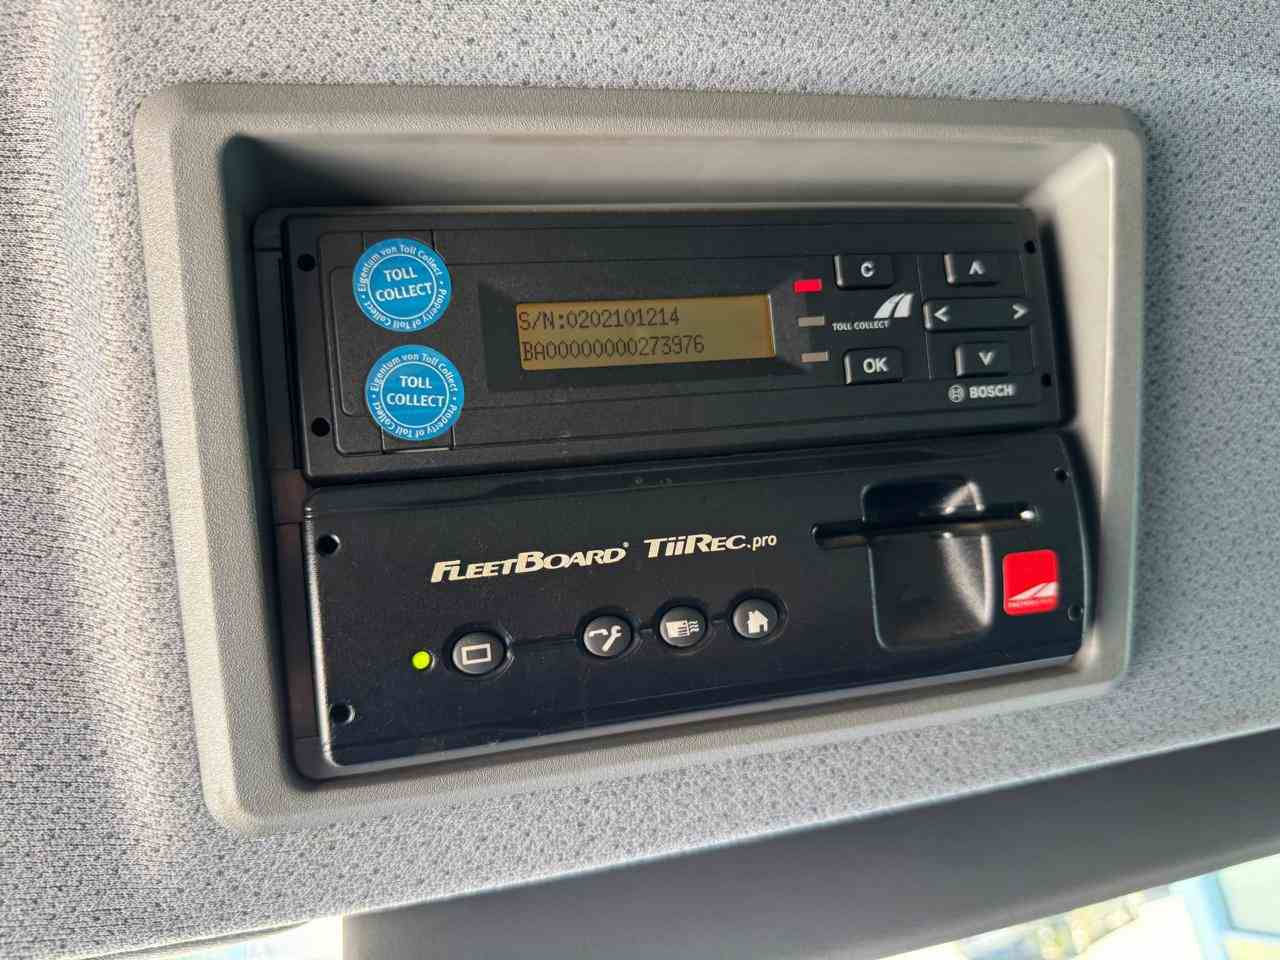 Eigentum von Toll Collect
TOLL
COLLECT
Property of Toll Collect
Eigentum von Toll Collect
TOLL
COLLECT
Property of Toll Collect
S/N:0202101214
BA00000000273976
C
TOLL COLLECT
OK
BOSCH
FLEETBOARD® TiiREC.pro